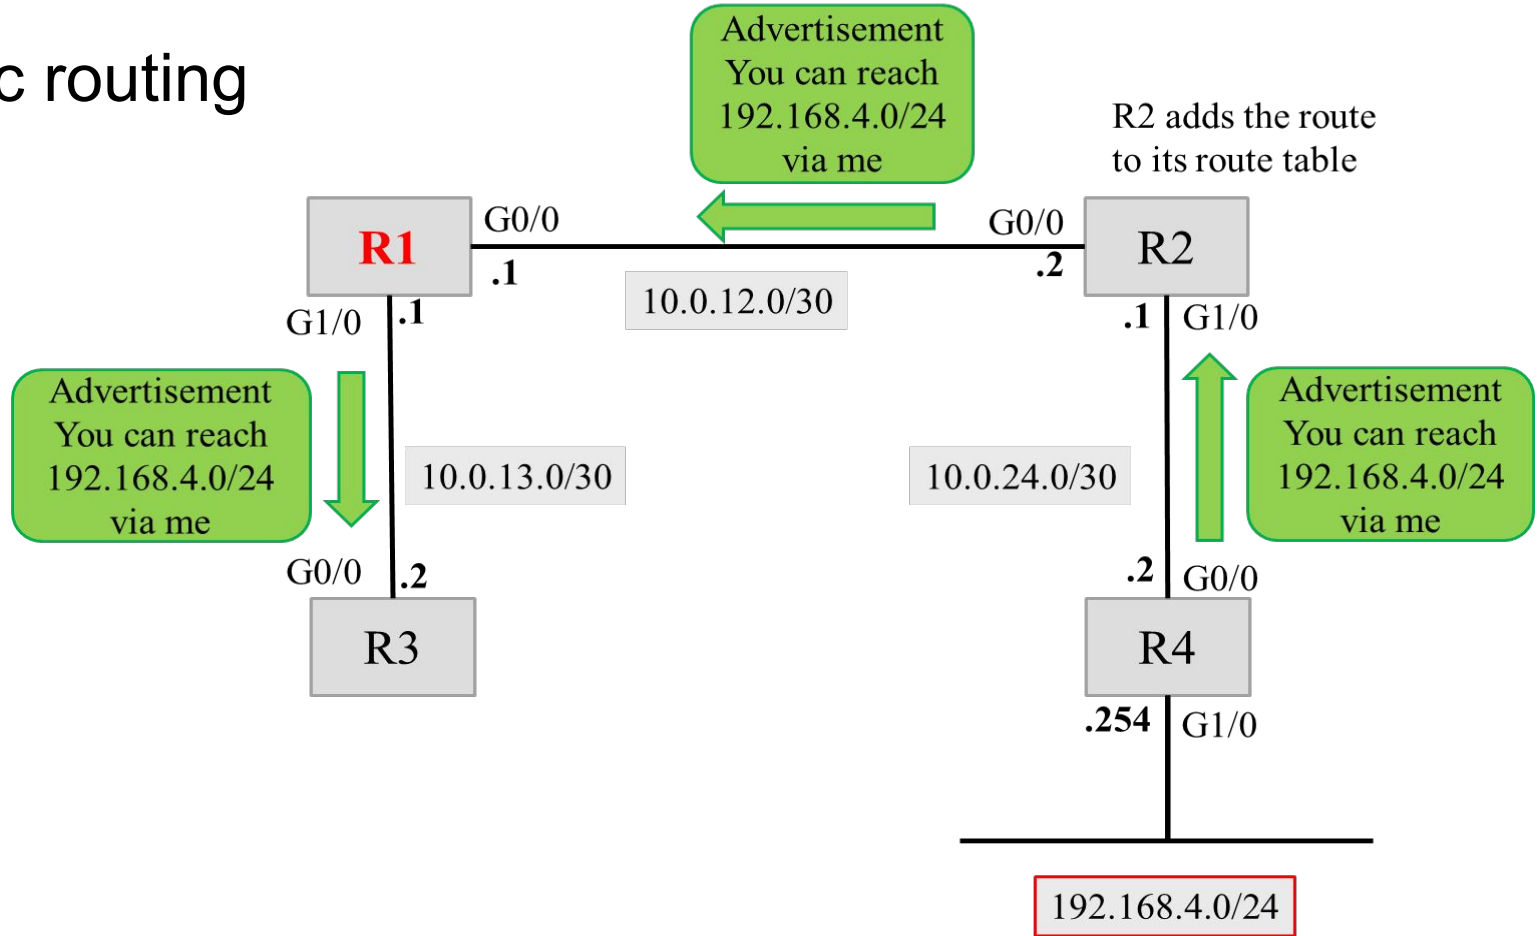 c routing
Advertisement
You can reach
192.168.4.0/24
via me
R2 adds the route
to its route table
R1
G0/0
.1
G0/0
.2
R2
10.0.12.0/30
G1/0
.1
.1
G1/0
Advertisement
You can reach
192.168.4.0/24
via me
10.0.13.0/30
10.0.24.0/30
Advertisement
You can reach
192.168.4.0/24
via me
G0/0
.2
R3
.2
G0/0
R4
.254
G1/0
192.168.4.0/24